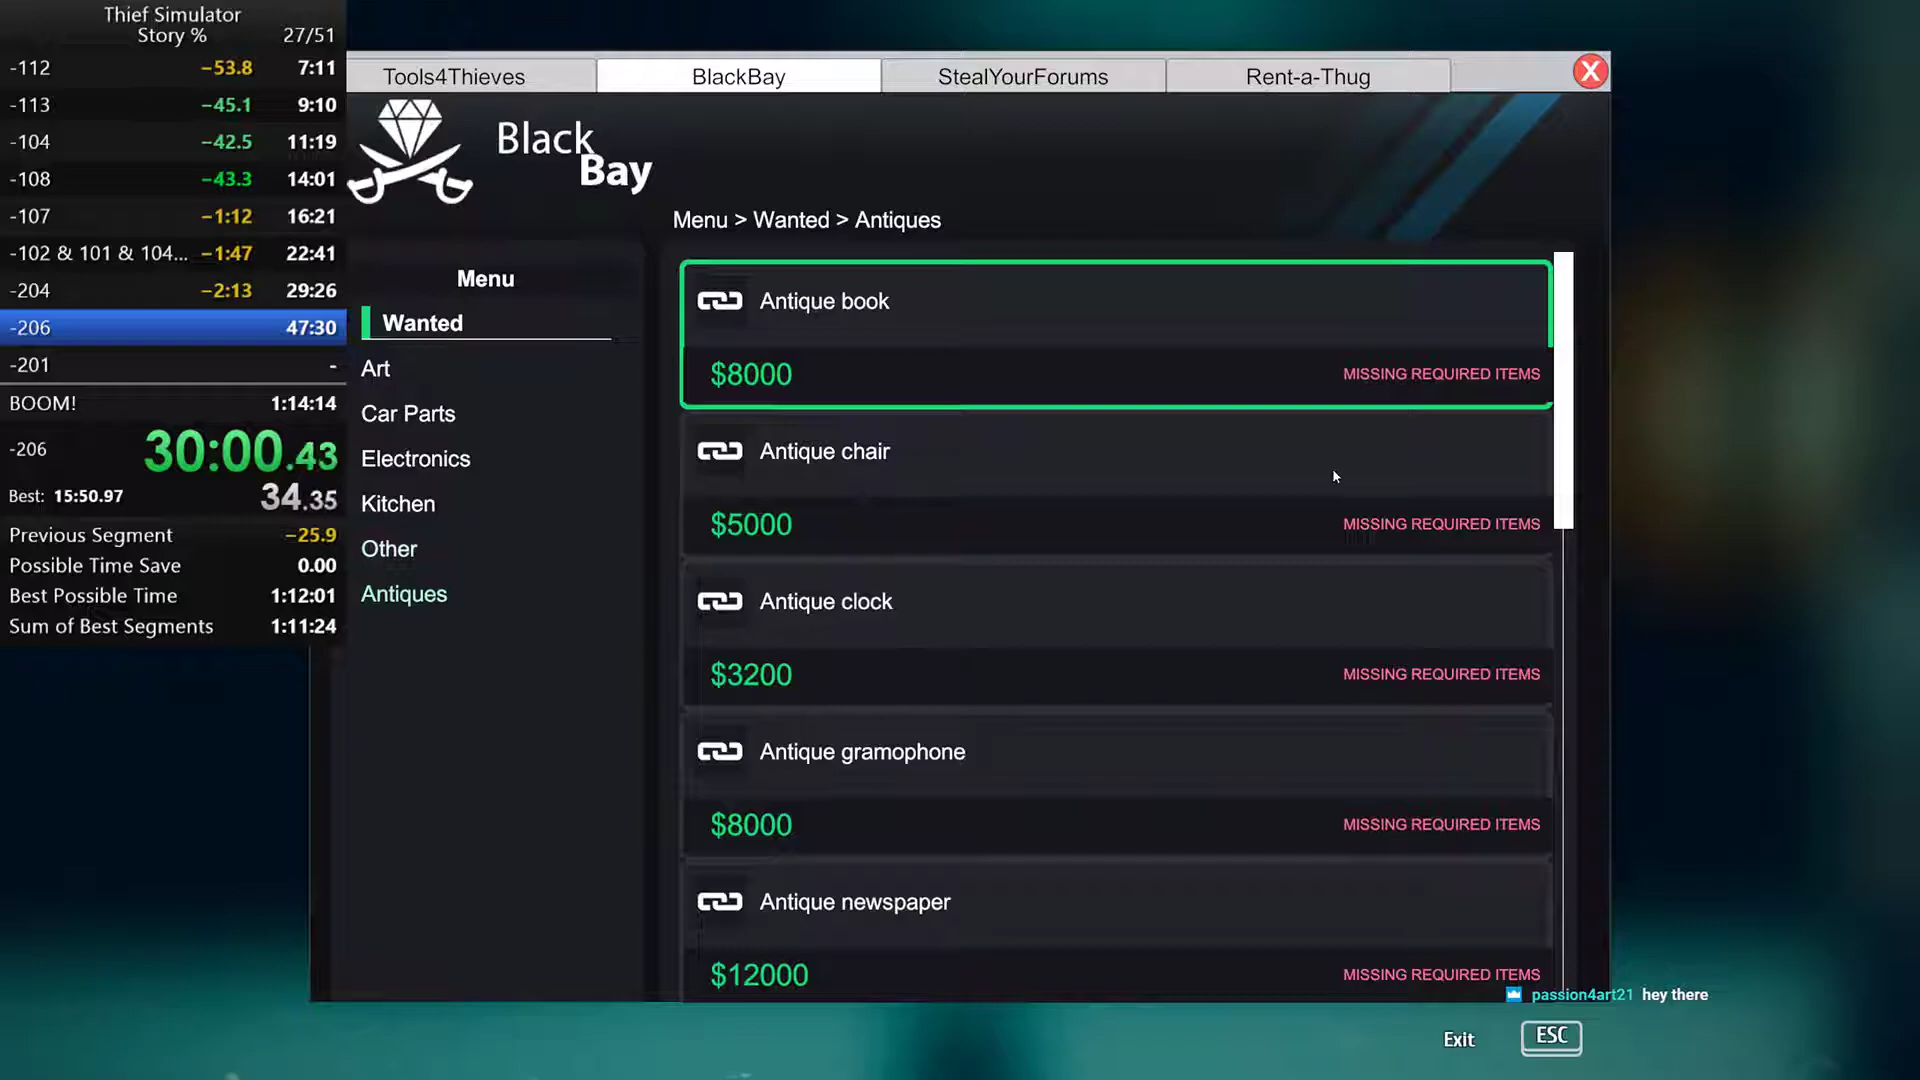 Thief Simulator
Story % 27/51
-112 −53.8 7:11
-113 −45.1 9:10
-104 −42.5 11:19
-108 −43.3 14:01
-107 −1:12 16:21
-102 & 101 & 104... −1:47 22:41
-204 −2:13 29:26
-206 47:30
-201 -
BOOM! 1:14:14
-206 30:00.43
Best: 15:50.97 34.35
Previous Segment −25.9
Possible Time Save 0.00
Best Possible Time 1:12:01
Sum of Best Segments 1:11:24
Tools4Thieves BlackBay StealYourForums Rent-a-Thug X
Black
Bay
Menu > Wanted > Antiques
Menu
Wanted
Art
Car Parts
Electronics
Kitchen
Other
Antiques
Antique book
$8000 MISSING REQUIRED ITEMS
Antique chair
$5000 MISSING REQUIRED ITEMS
Antique clock
$3200 MISSING REQUIRED ITEMS
Antique gramophone
$8000 MISSING REQUIRED ITEMS
Antique newspaper
$12000 MISSING REQUIRED ITEMS
passion4art21 hey there
Exit ESC